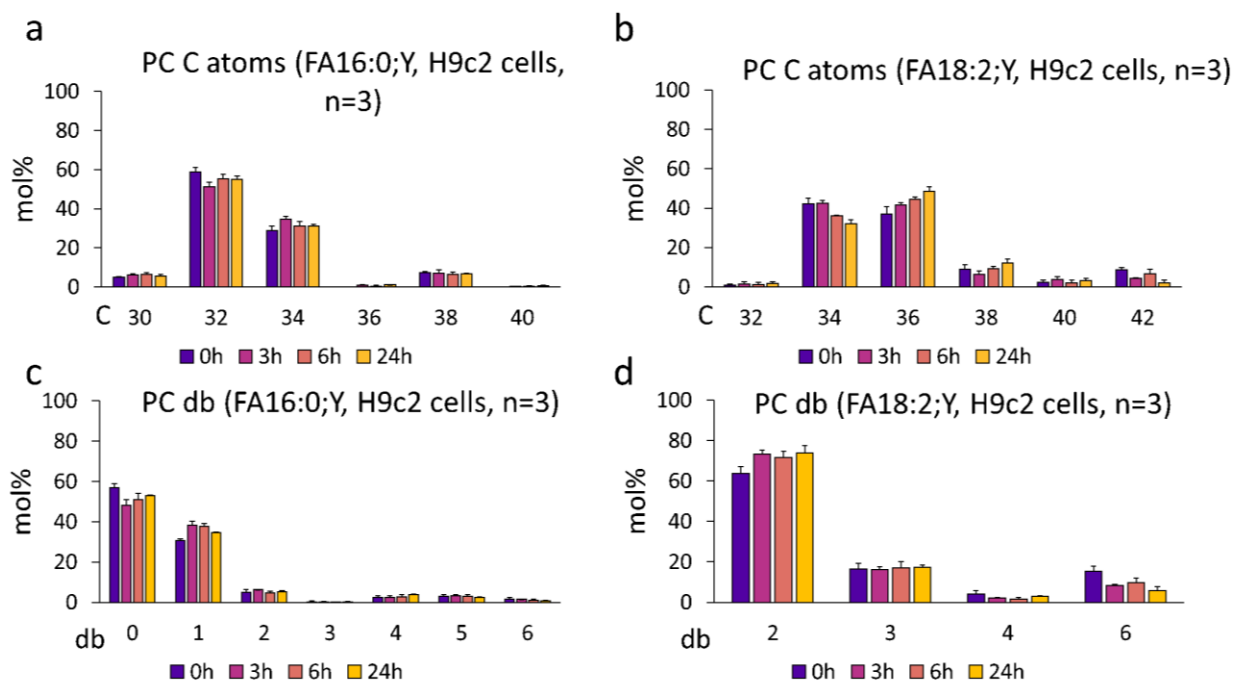 a
PC C atoms (FA16:0;Y, H9c2 cells,
n=3)
100
80
60
40
20
0
mol%
C 30 32 34 36 38 40
0h 3h 6h 24h
b
PC C atoms (FA18:2;Y, H9c2 cells, n=3)
100
80
60
40
20
0
mol%
C 32 34 36 38 40 42
0h 3h 6h 24h
c
PC db (FA16:0;Y, H9c2 cells, n=3)
100
80
60
40
20
0
mol%
db 0 1 2 3 4 5 6
0h 3h 6h 24h
d
PC db (FA18:2;Y, H9c2 cells, n=3)
100
80
60
40
20
0
mol%
db 2 3 4 6
0h 3h 6h 24h